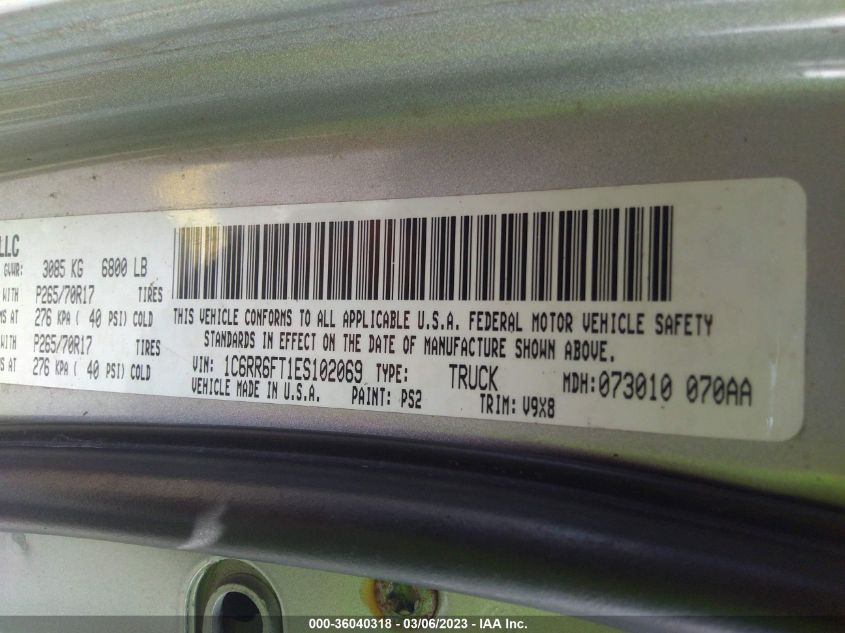 LLC
GVWR: 3085 KG 6800 LB
WITH P265/70R17 TIRES
MS AT 276 KPA ( 40 PSI) COLD
WITH P265/70R17 TIRES
MS AT 276 KPA ( 40 PSI) COLD
THIS VEHICLE CONFORMS TO ALL APPLICABLE U.S.A. FEDERAL MOTOR VEHICLE SAFETY
STANDARDS IN EFFECT ON THE DATE OF MANUFACTURE SHOWN ABOVE.
VIN: 1C6RR6FT1ES102069 TYPE: TRUCK MDH:073010 070AA
VEHICLE MADE IN U.S.A. PAINT: PS2 TRIM: V9X8
000-36040318 - 03/06/2023 - IAA Inc.